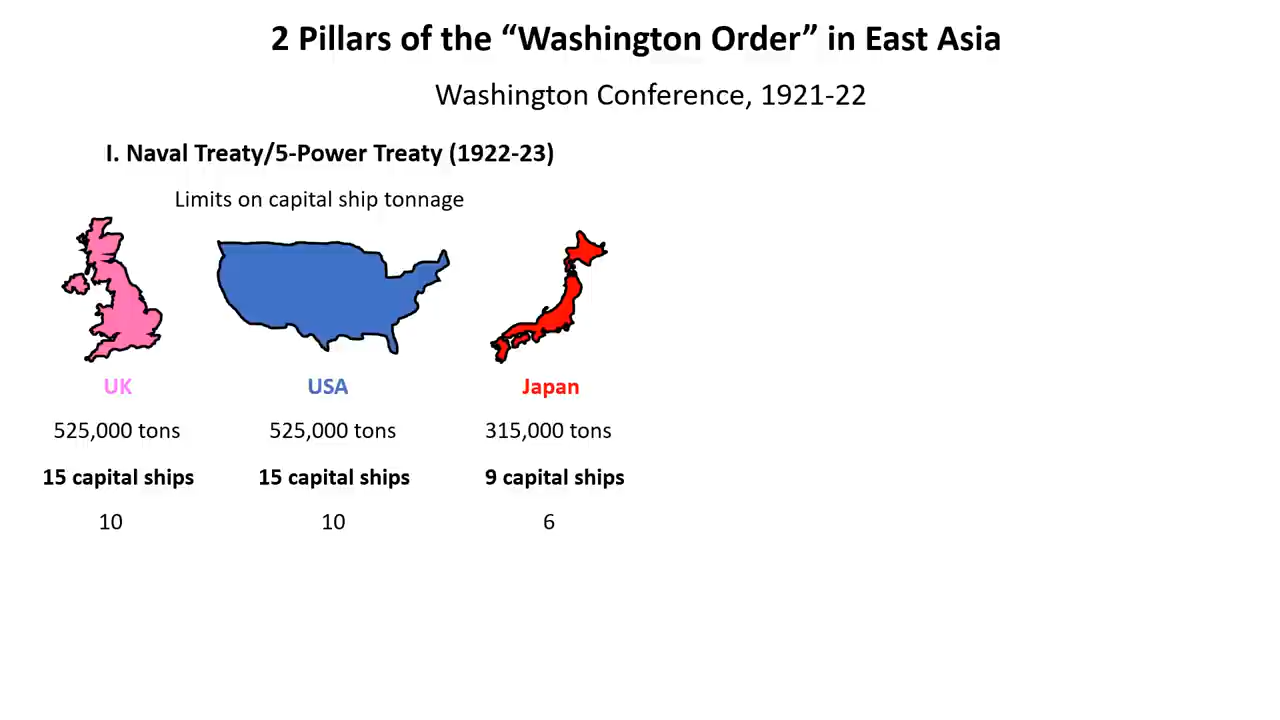 2 Pillars of the “Washington Order” in East Asia
Washington Conference, 1921-22
I. Naval Treaty/5-Power Treaty (1922-23)
Limits on capital ship tonnage
UK USA Japan
525,000 tons 525,000 tons 315,000 tons
15 capital ships 15 capital ships 9 capital ships
10 10 6